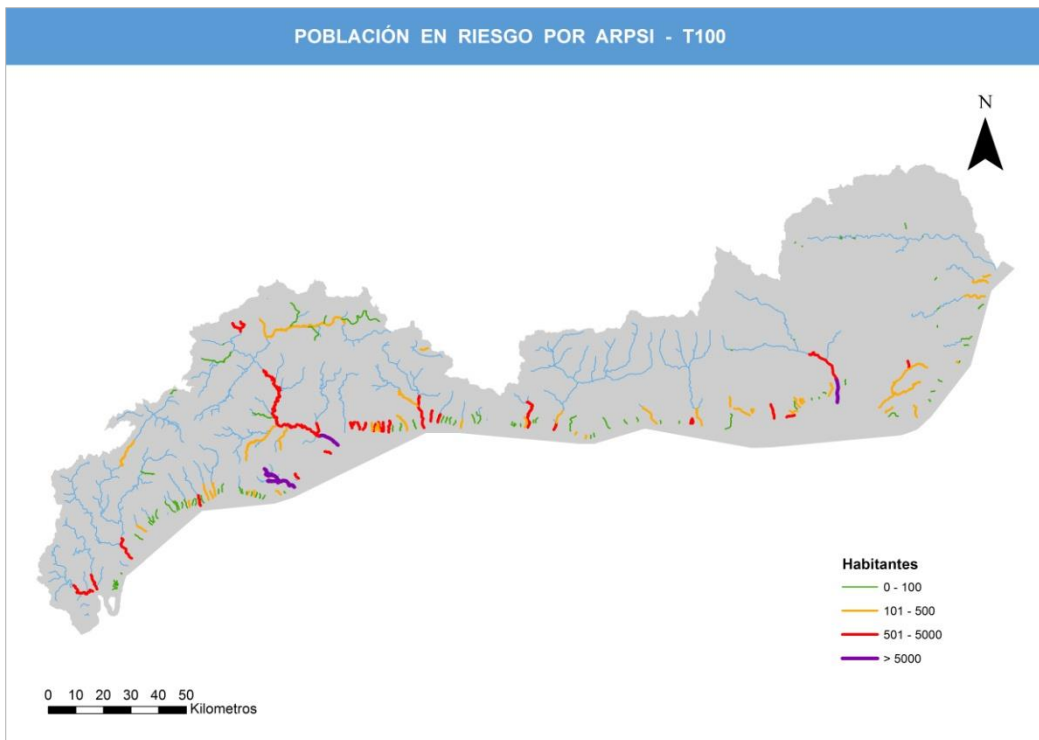 POBLACIÓN EN RIESGO POR ARPSI - T100
N
Habitantes
0 - 100
101 - 500
501 - 5000
> 5000
0 10 20 30 40 50
Kilometros